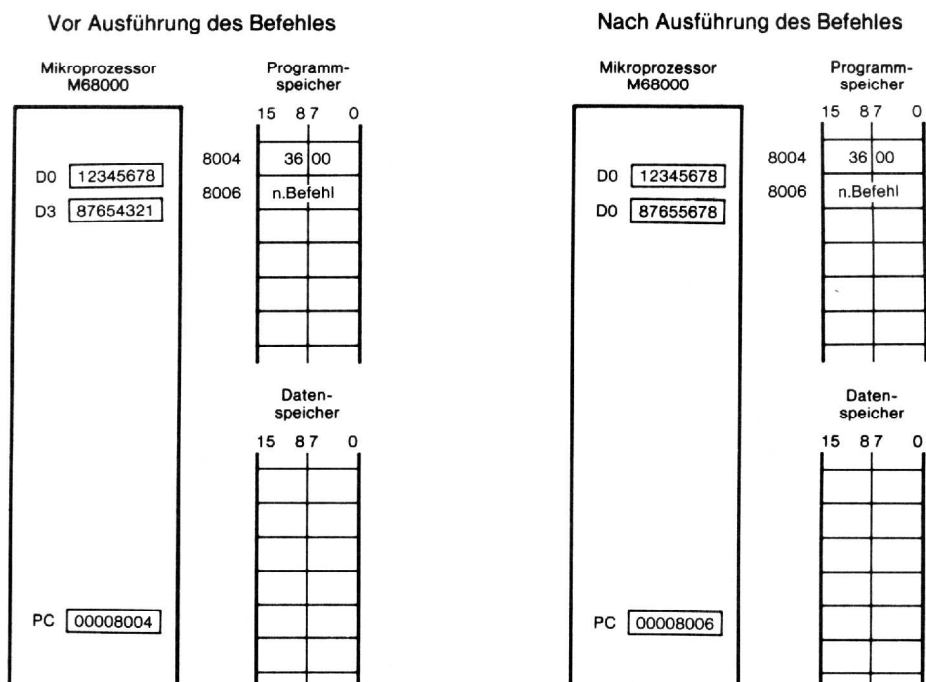 Vor Ausführung des Befehles
Mikroprozessor
M68000
Programm-
speicher
15 8 7 0
8004 36 00
D0 12345678
8006 n.Befehl
D3 87654321
Daten-
speicher
15 8 7 0
PC 00008004
Nach Ausführung des Befehles
Mikroprozessor
M68000
Programm-
speicher
15 8 7 0
8004 36 00
D0 12345678
8006 n.Befehl
D0 87655678
Daten-
speicher
15 8 7 0
PC 00008006